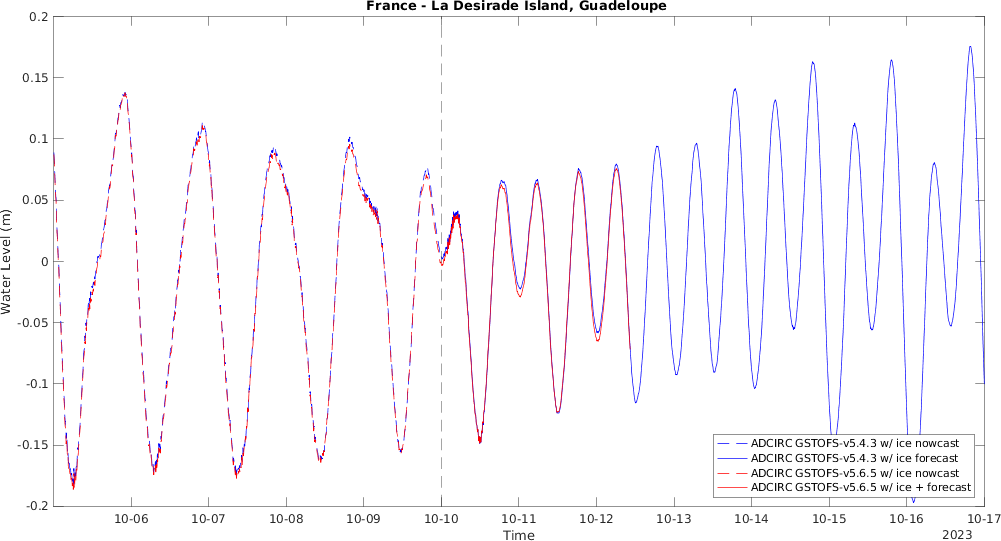 France - La Desirade Island, Guadeloupe
0.2
0.15
0.1
0.05
0
-0.05
-0.1
-0.15
-0.2
Water Level (m)
ADCIRC GSTOFS-v5.4.3 w/ ice nowcast
ADCIRC GSTOFS-v5.4.3 w/ ice forecast
ADCIRC GSTOFS-v5.6.5 w/ ice nowcast
ADCIRC GSTOFS-v5.6.5 w/ ice + forecast
10-06 10-07 10-08 10-09 10-10 10-11 10-12 10-13 10-14 10-15 10-16 10-17
Time
2023